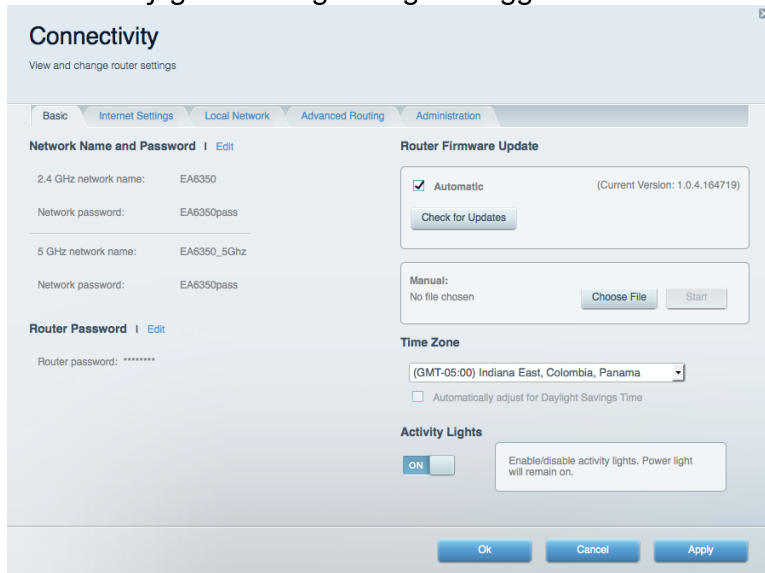 Connectivity
View and change router settings
Basic Internet Settings Local Network Advanced Routing Administration
Network Name and Password | Edit
2.4 GHz network name: EA6350
Network password: EA6350pass
5 GHz network name: EA6350_5Ghz
Network password: EA6350pass
Router Password | Edit
Router password: ********
Router Firmware Update
Automatic (Current Version: 1.0.4.164719)
Check for Updates
Manual:
No file chosen Choose File Start
Time Zone
(GMT-05:00) Indiana East, Colombia, Panama
Automatically adjust for Daylight Savings Time
Activity Lights
ON
Enable/disable activity lights. Power light
will remain on.
Ok Cancel Apply